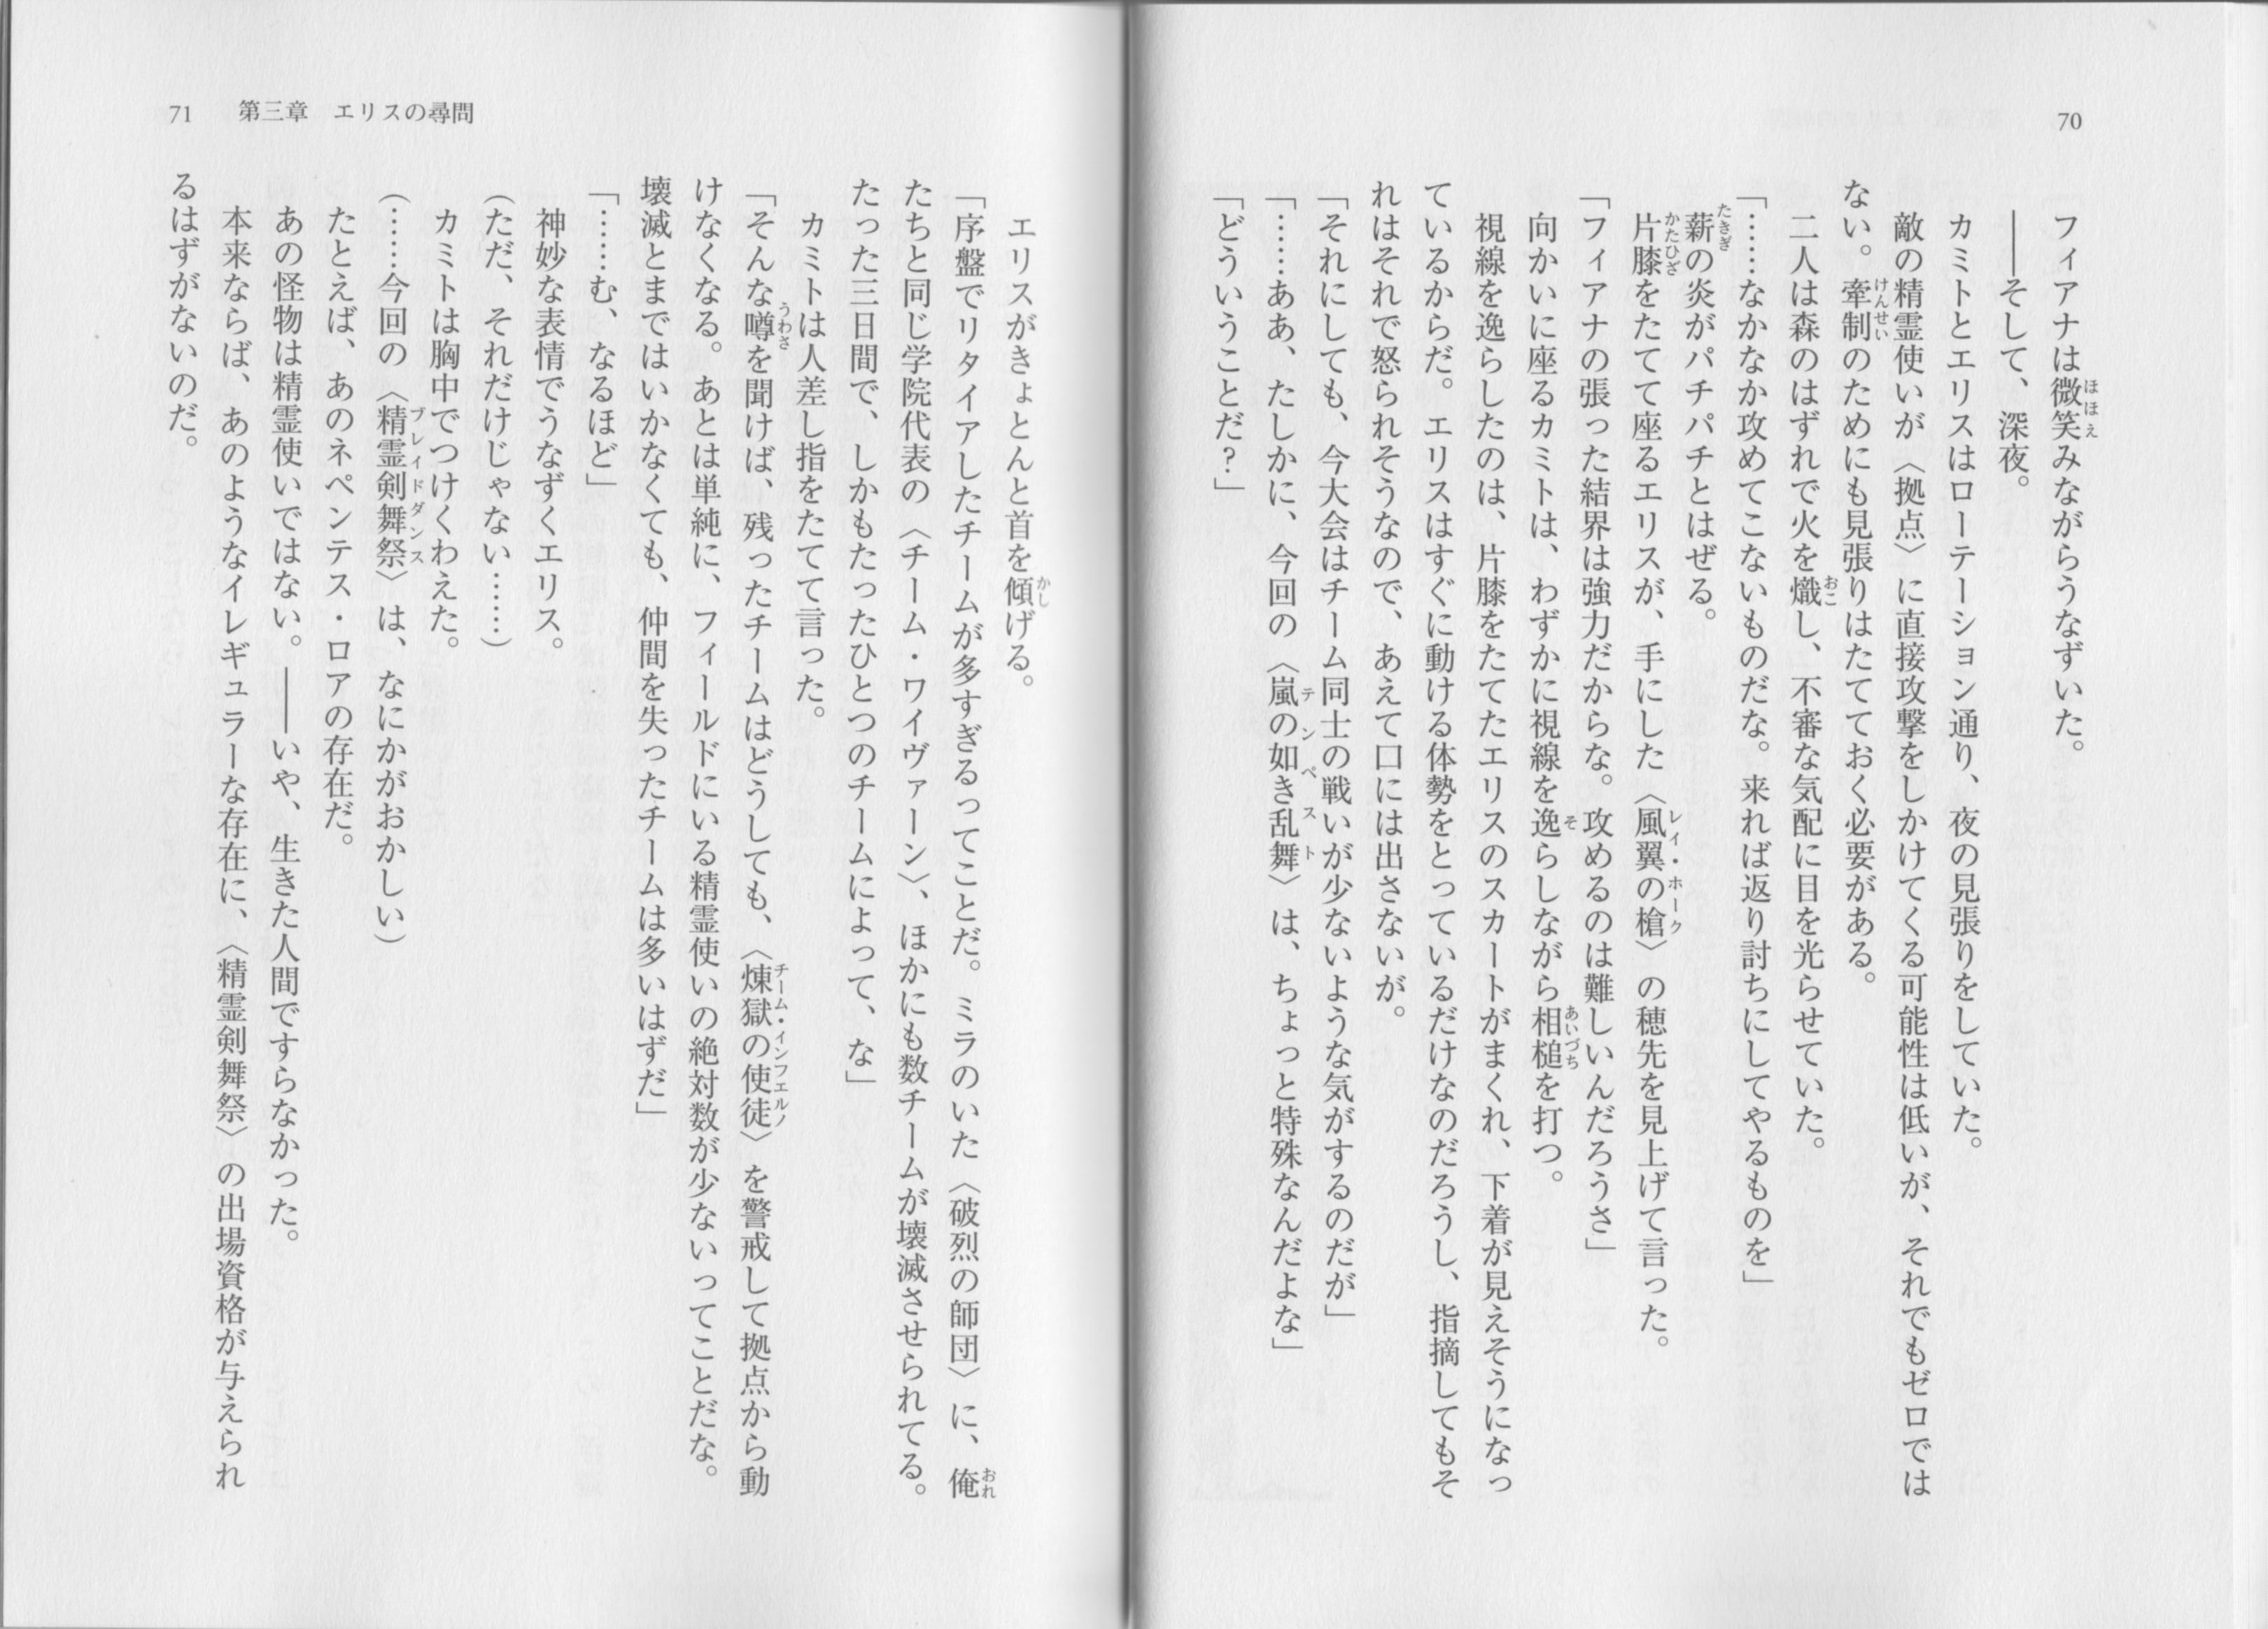 70
フィアナは微笑みながらうなずいた。
――そして、深夜。
カミトとエリスはローテーション通り、夜の見張りをしていた。
敵の精霊使いが〈拠点〉に直接攻撃をしかけてくる可能性は低いが、それでもゼロでは
ない。牽制のためにも見張りはたてておく必要がある。
二人は森のはずれで火を熾し、不審な気配に目を光らせていた。
「……なかなか攻めてこないものだな。来れば返り討ちにしてやるものを」
薪の炎がパチパチとはぜる。
片膝をたてて座るエリスが、手にした〈風翼の槍〉の穂先を見上げて言った。
「フィアナの張った結界は強力だからな。攻めるのは難しいんだろうさ」
向かいに座るカミトは、わずかに視線を逸らしながら相槌を打つ。
視線を逸らしたのは、片膝をたてたエリスのスカートがまくれ、下着が見えそうになっ
ているからだ。エリスはすぐに動ける体勢をとっているだけなのだろうし、指摘してもそ
れはそれで怒られそうなので、あえて口には出さないが。
「それにしても、今大会はチーム同士の戦いが少ないような気がするのだが」
「……ああ、たしかに、今回の〈嵐の如き乱舞〉は、ちょっと特殊なんだよな」
「どういうことだ？」
71 第三章 エリスの尋問
エリスがきょとんと首を傾げる。
「序盤でリタイアしたチームが多すぎるってことだ。ミラのいた〈破烈の師団〉に、俺
たちと同じ学院代表の〈チーム・ワイヴァーン〉、ほかにも数チームが壊滅させられてる。
たった三日間で、しかもたったひとつのチームによって、な」
カミトは人差し指をたてて言った。
「そんな噂を聞けば、残ったチームはどうしても、〈煉獄の使徒〉を警戒して拠点から動
けなくなる。あとは単純に、フィールドにいる精霊使いの絶対数が少ないってことだな。
壊滅とまではいかなくても、仲間を失ったチームは多いはずだ」
「……む、なるほど」
神妙な表情でうなずくエリス。
（ただ、それだけじゃない……）
カミトは胸中でつけくわえた。
（……今回の〈精霊剣舞祭〉は、なにかがおかしい）
たとえば、あのネペンテス・ロアの存在だ。
あの怪物は精霊使いではない。――いや、生きた人間ですらなかった。
本来ならば、あのようなイレギュラーな存在に、〈精霊剣舞祭〉の出場資格が与えられ
るはずがないのだ。